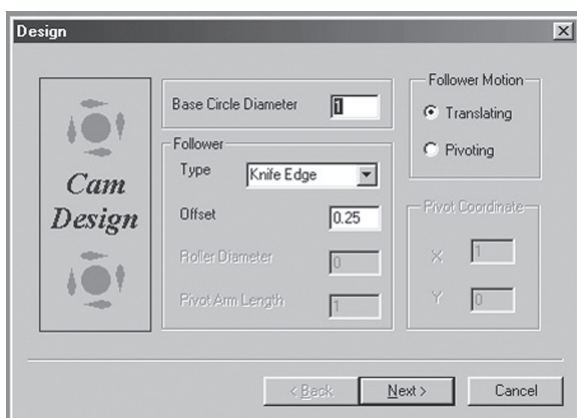 Design
Cam
Design
Base Circle Diameter 1
Follower
Type Knife Edge
Offset 0.25
Roller Diameter 0
Pivot Arm Length 1
Follower Motion
Translating
Pivoting
Pivot Coordinate
X 1
Y 0
< Back Next > Cancel